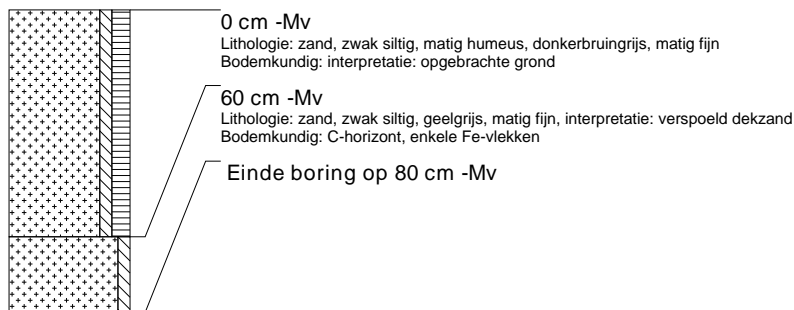 0 cm -Mv
Lithologie: zand, zwak siltig, matig humeus, donkerbruingrijs, matig fijn
Bodemkundig: interpretatie: opgebrachte grond
60 cm -Mv
Lithologie: zand, zwak siltig, geelgrijs, matig fijn, interpretatie: verspoeld dekzand
Bodemkundig: C-horizont, enkele Fe-vlekken
Einde boring op 80 cm -Mv